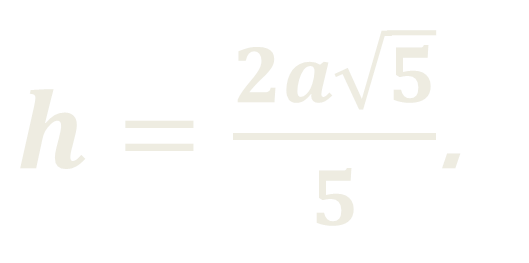 h = 2a√5/5.